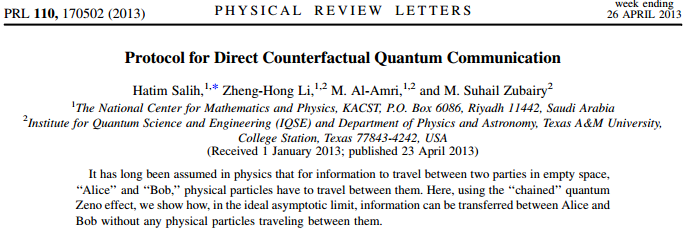 PRL 110, 170502 (2013)
PHYSICAL REVIEW LETTERS
week ending
26 APRIL 2013
Protocol for Direct Counterfactual Quantum Communication
Hatim Salih,1,* Zheng-Hong Li,1,2 M. Al-Amri,1,2 and M. Suhail Zubairy2
1The National Center for Mathematics and Physics, KACST, P.O. Box 6086, Riyadh 11442, Saudi Arabia
2Institute for Quantum Science and Engineering (IQSE) and Department of Physics and Astronomy, Texas A&M University,
College Station, Texas 77843-4242, USA
(Received 1 January 2013; published 23 April 2013)
It has long been assumed in physics that for information to travel between two parties in empty space,
“Alice” and “Bob,” physical particles have to travel between them. Here, using the “chained” quantum
Zeno effect, we show how, in the ideal asymptotic limit, information can be transferred between Alice and
Bob without any physical particles traveling between them.